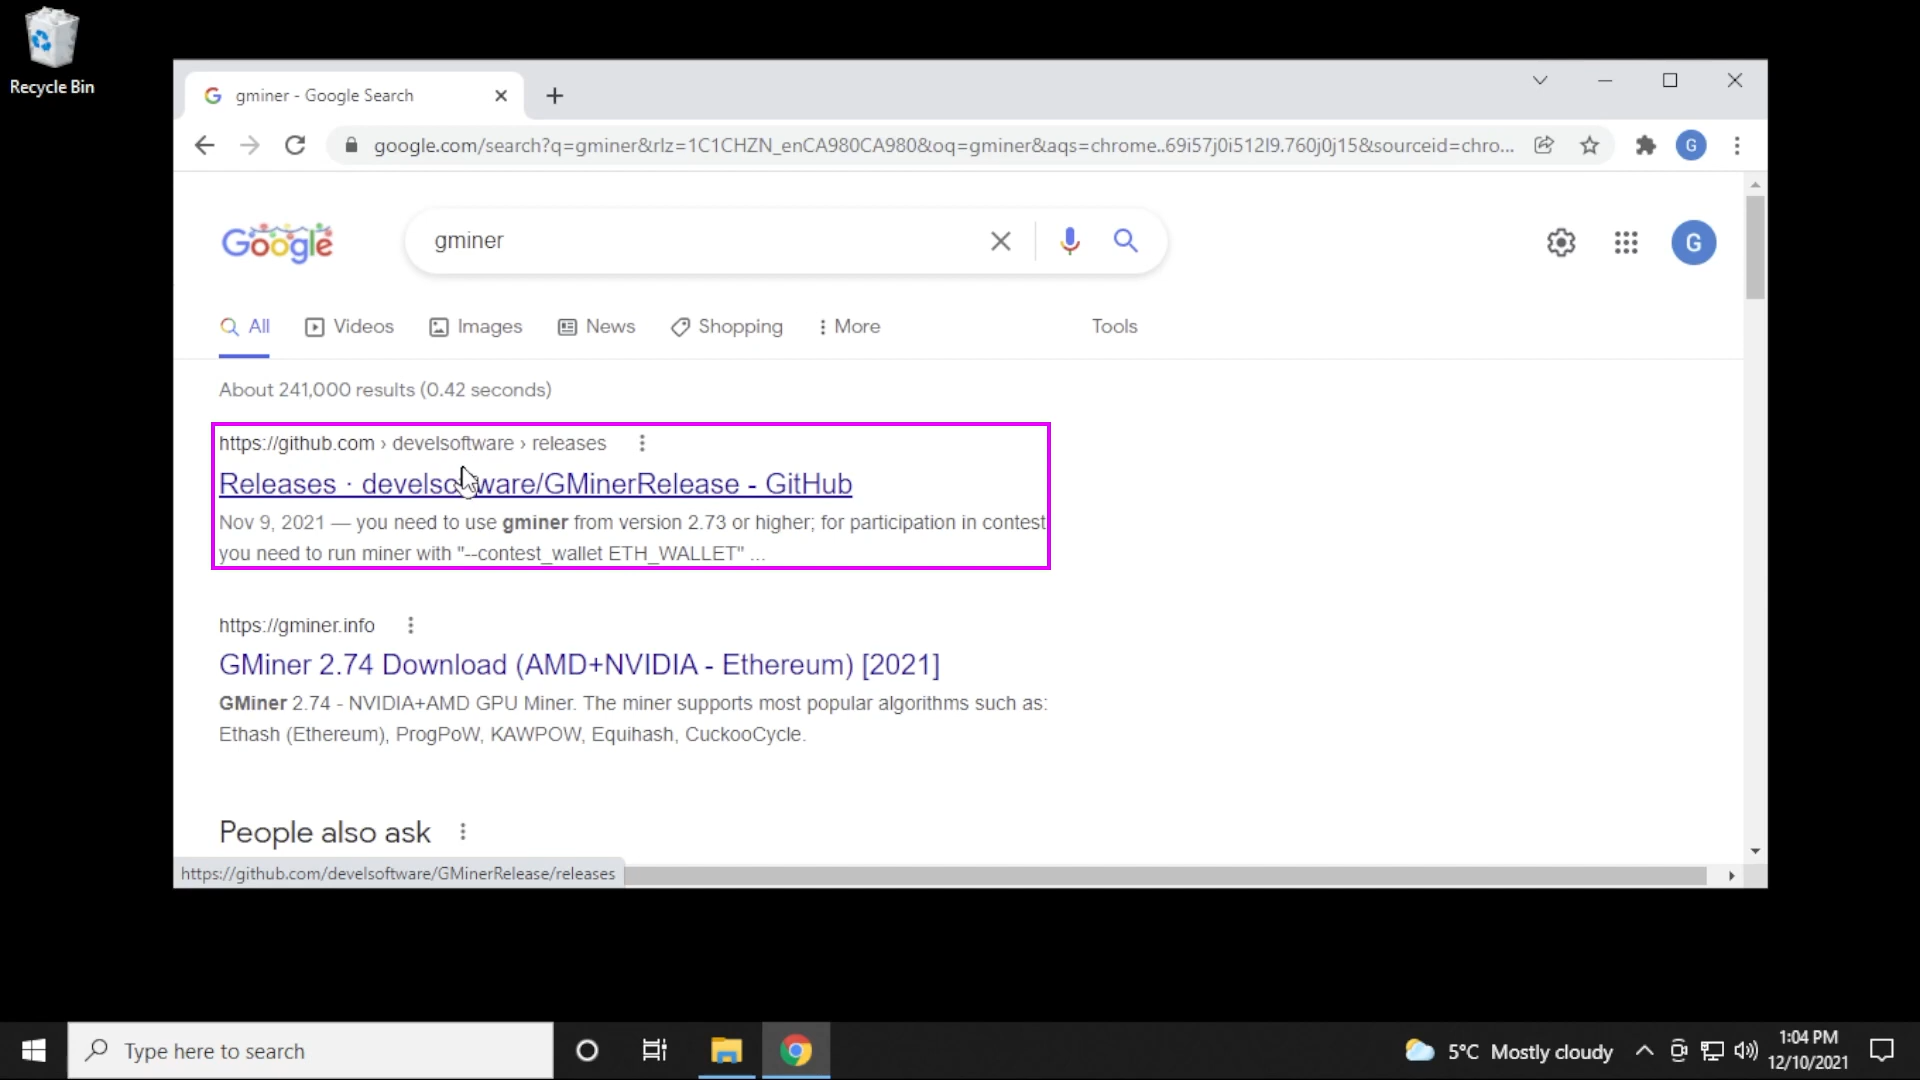 Recycle Bin
gminer - Google Search
google.com/search?q=gminer&rlz=1C1CHZN_enCA980CA980&oq=gminer&aqs=chrome..69i57j0i512l9.760j0j15&sourceid=chro...
G
Google
gminer
G
All
Videos
Images
News
Shopping
More
Tools
About 241,000 results (0.42 seconds)
https://github.com › develsoftware › releases
Releases · develsoftware/GMinerRelease - GitHub
Nov 9, 2021 — you need to use gminer from version 2.73 or higher; for participation in contest
you need to run miner with "--contest_wallet ETH_WALLET" ...
https://gminer.info
GMiner 2.74 Download (AMD+NVIDIA - Ethereum) [2021]
GMiner 2.74 - NVIDIA+AMD GPU Miner. The miner supports most popular algorithms such as:
Ethash (Ethereum), ProgPoW, KAWPOW, Equihash, CuckooCycle.
People also ask
https://github.com/develsoftware/GMinerRelease/releases
Type here to search
5°C Mostly cloudy
1:04 PM
12/10/2021